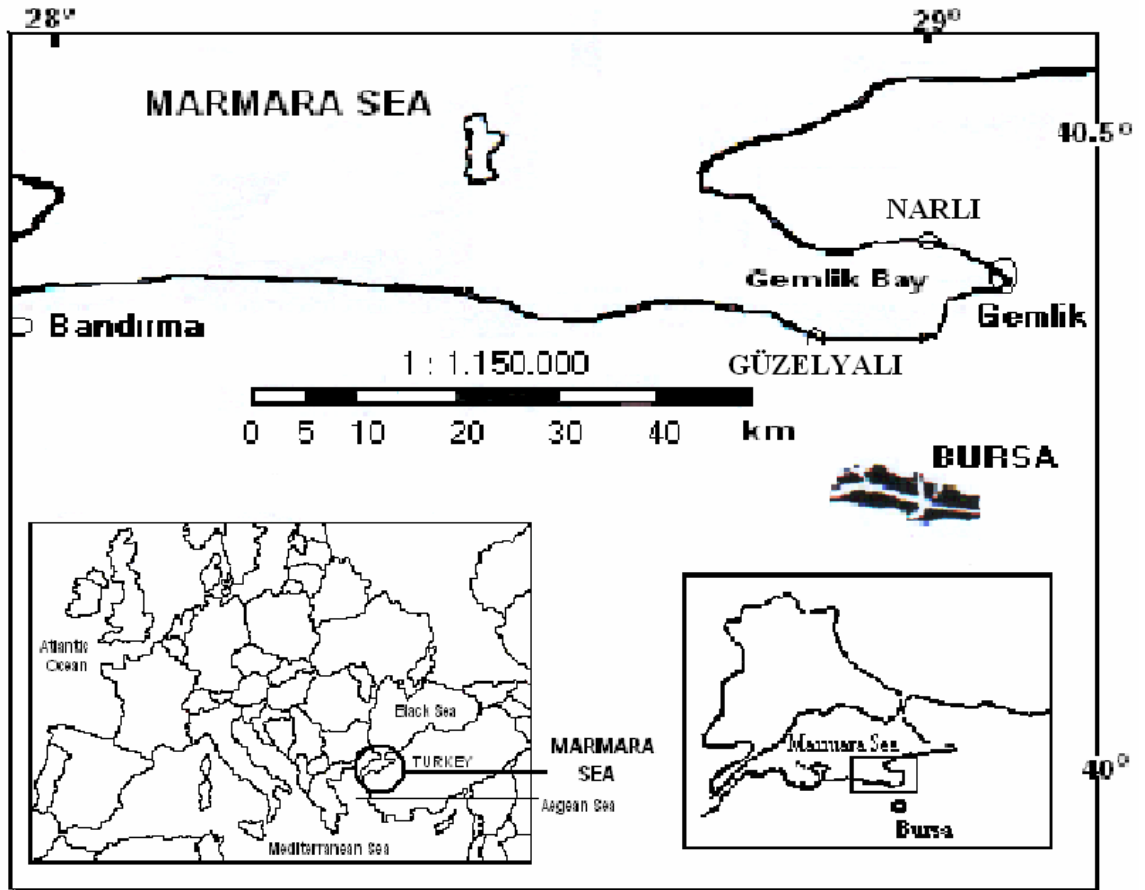 28°
29°
MARMARA SEA
40.5°
NARLI
Gemlik Bay
Gemlik
Bandırma
1 : 1.150.000
GÜZELYALI
0 5 10 20 30 40 km
BURSA
Atlantic
Ocean
Black Sea
TURKEY
MARMARA
SEA
Aegean Sea
Mediterranean Sea
Marmara Sea
Bursa
40°